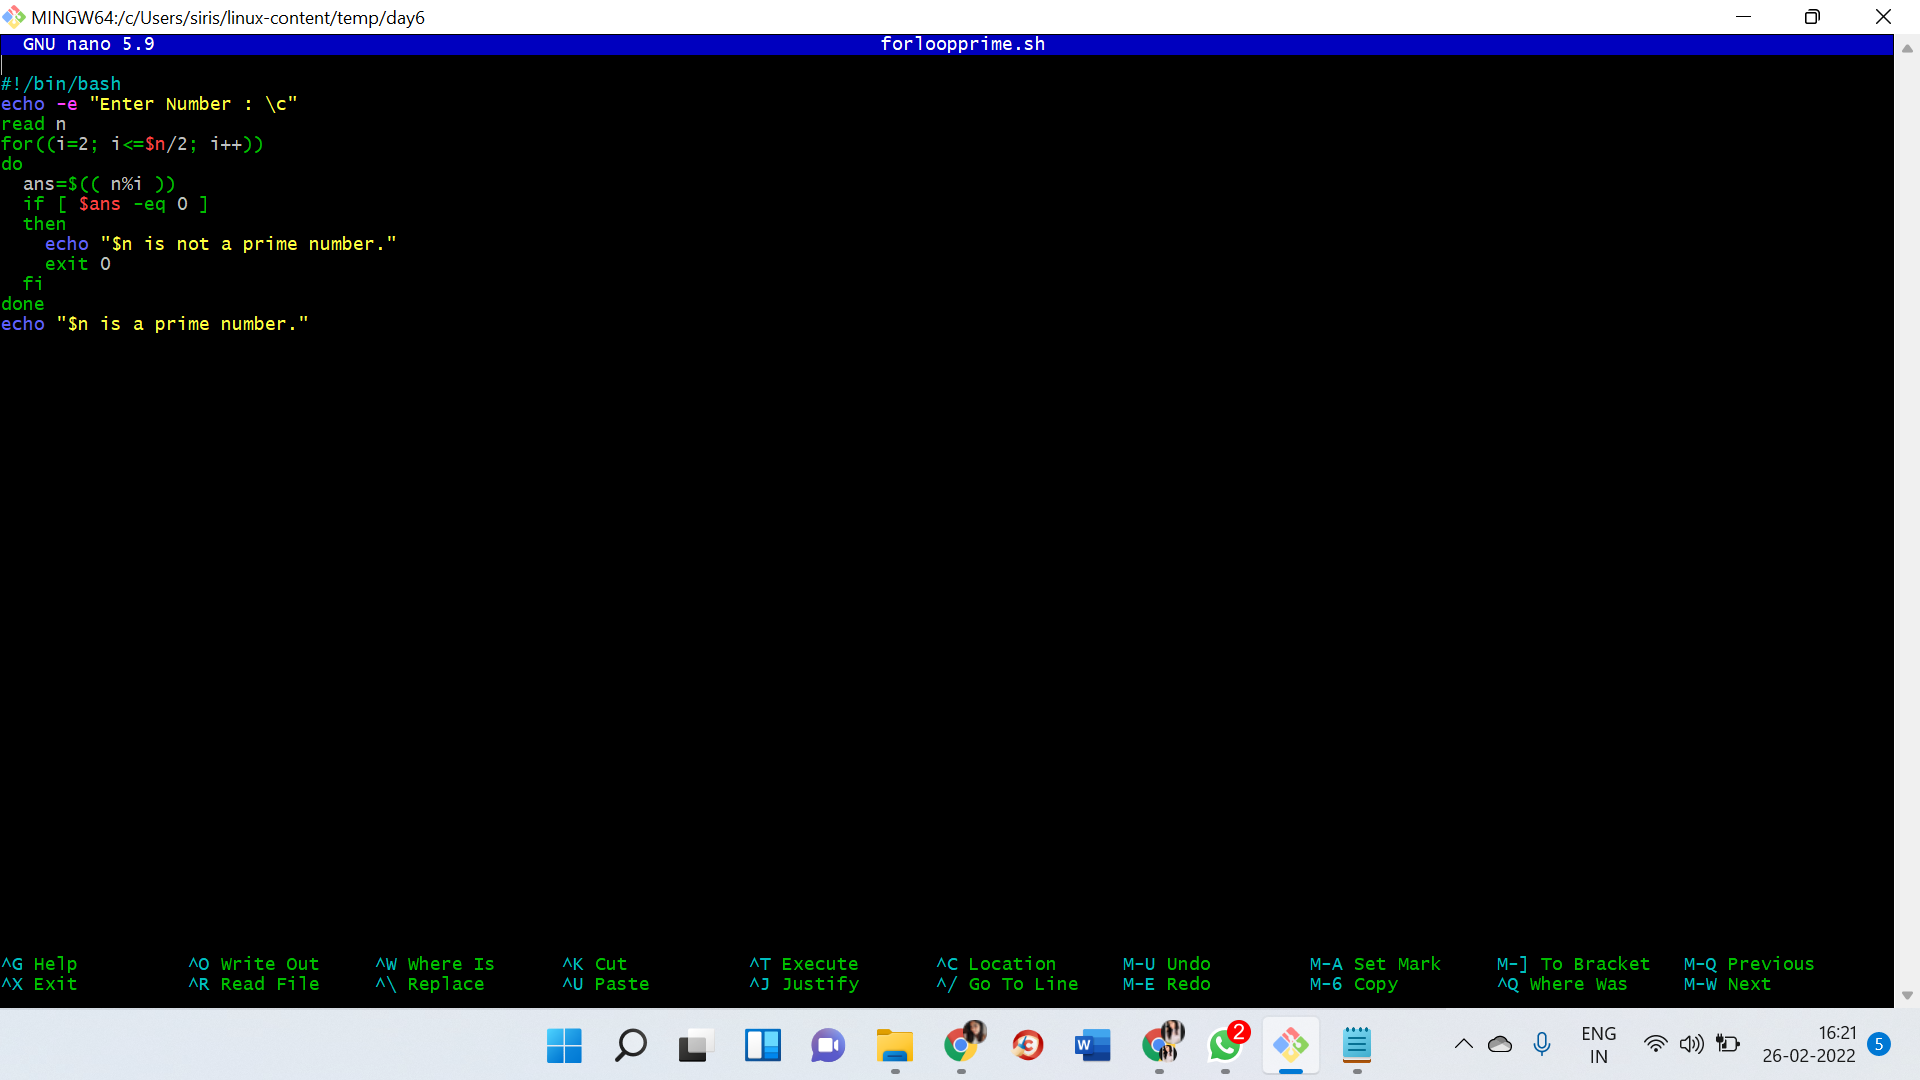 MINGW64:/c/Users/siris/linux-content/temp/day6
GNU nano 5.9 forloopprime.sh
#!/bin/bash
echo -e "Enter Number : \c"
read n
for((i=2; i<=$n/2; i++))
do
  ans=$(( n%i ))
  if [ $ans -eq 0 ]
  then
    echo "$n is not a prime number."
    exit 0
  fi
done
echo "$n is a prime number."
^G Help ^O Write Out ^W Where Is ^K Cut ^T Execute ^C Location M-U Undo M-A Set Mark M-] To Bracket M-Q Previous
^X Exit ^R Read File ^\ Replace ^U Paste ^J Justify ^/ Go To Line M-E Redo M-6 Copy ^Q Where Was M-W Next
W 2 ENG 16:21
IN 26-02-2022 5